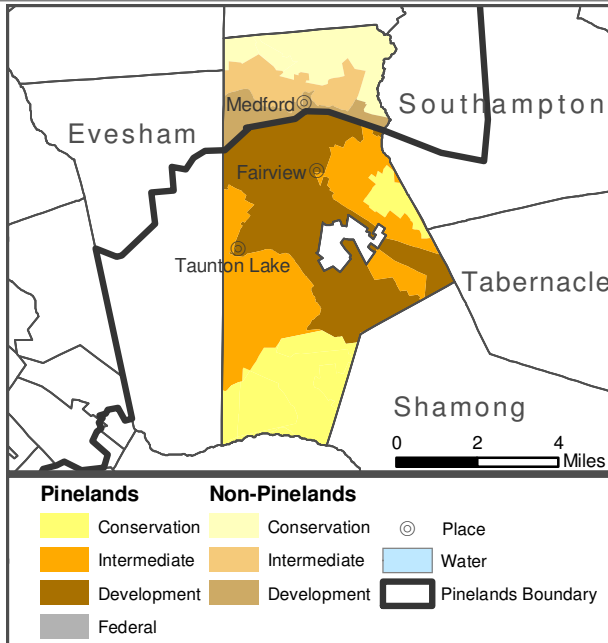 Medford
Southampton
Evesham
Fairview
Taunton Lake
Tabernacle
Shamong
0 2 4
Miles
Pinelands Non-Pinelands
Conservation Conservation Place
Intermediate Intermediate Water
Development Development Pinelands Boundary
Federal